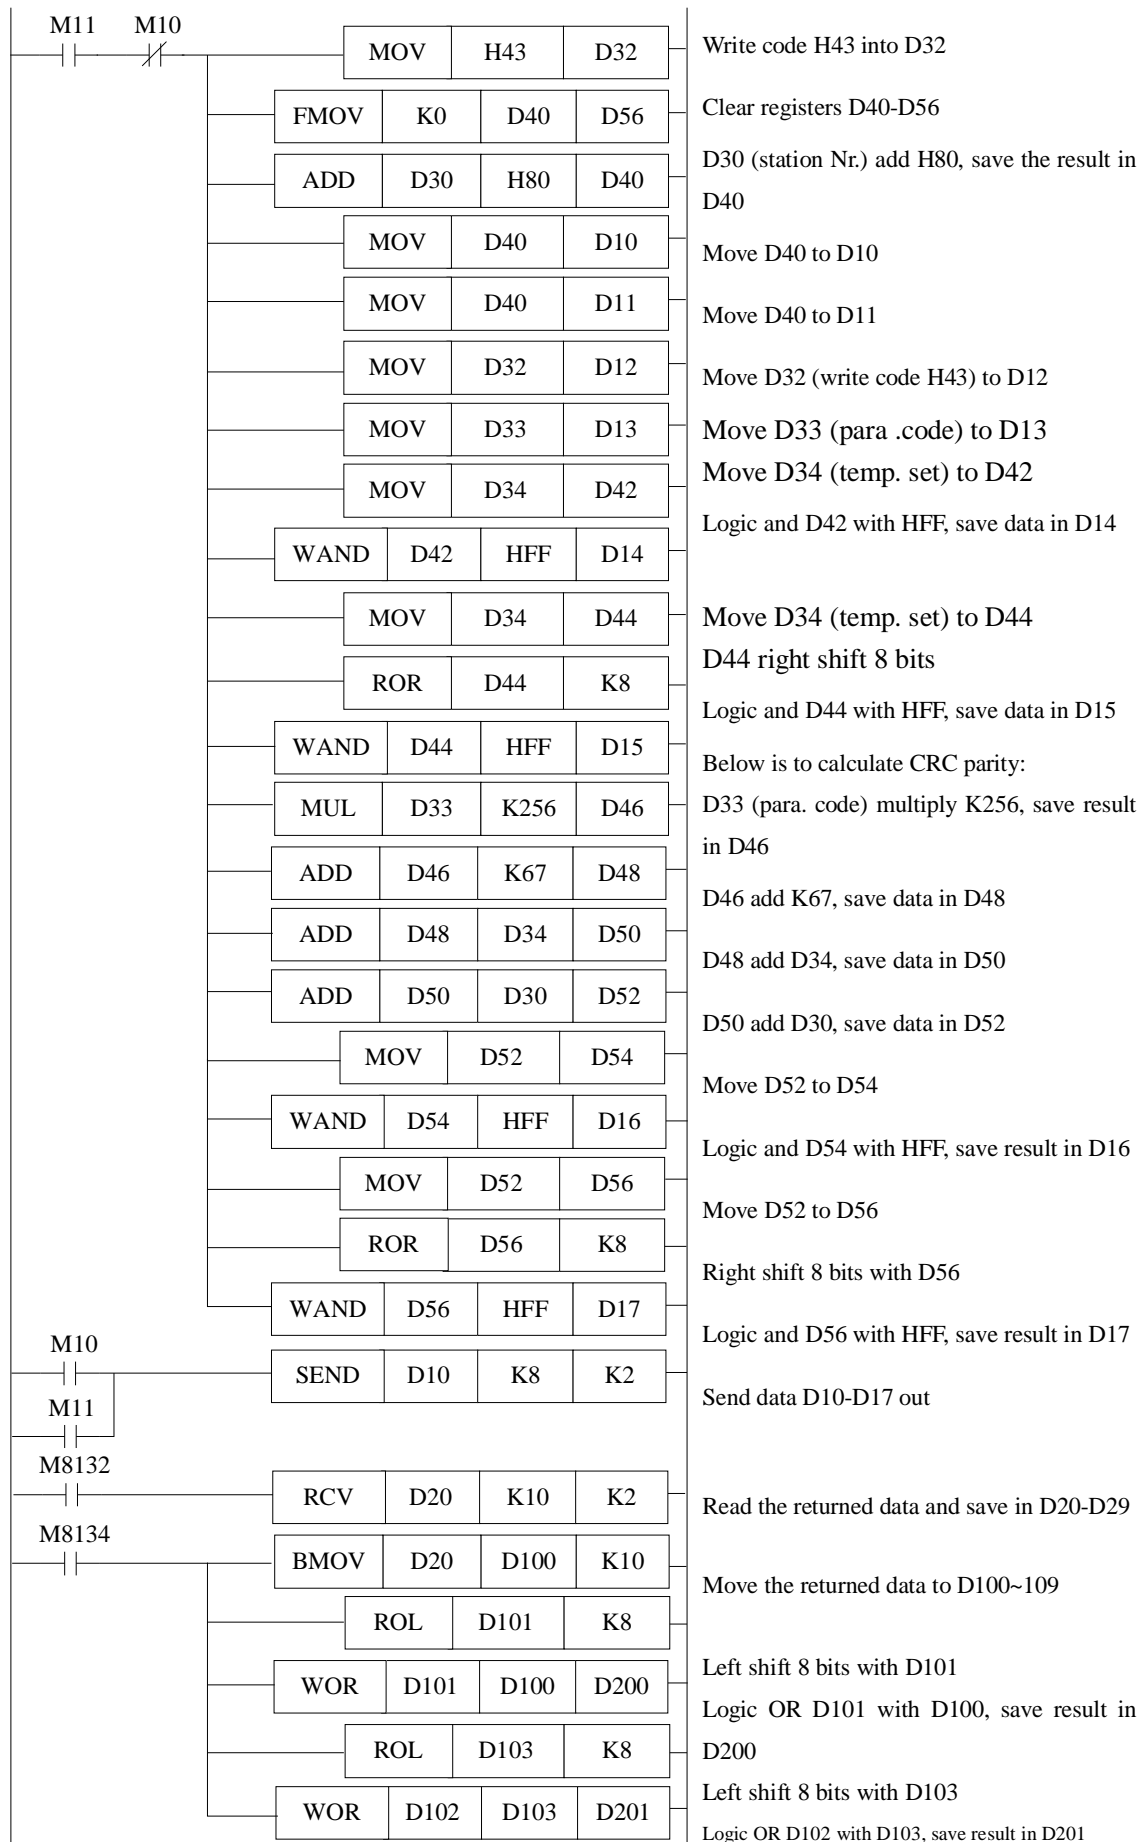 M11 M10
MOV H43 D32 Write code H43 into D32
FMOV K0 D40 D56 Clear registers D40-D56
D30 (station Nr.) add H80, save the result in
ADD D30 H80 D40
D40
MOV D40 D10 Move D40 to D10
MOV D40 D11 Move D40 to D11
MOV D32 D12 Move D32 (write code H43) to D12
MOV D33 D13 Move D33 (para .code) to D13
MOV D34 D42 Move D34 (temp. set) to D42
Logic and D42 with HFF, save data in D14
WAND D42 HFF D14
MOV D34 D44 Move D34 (temp. set) to D44
D44 right shift 8 bits
ROR D44 K8
Logic and D44 with HFF, save data in D15
WAND D44 HFF D15
Below is to calculate CRC parity:
MUL D33 K256 D46 D33 (para. code) multiply K256, save result
in D46
ADD D46 K67 D48
D46 add K67, save data in D48
ADD D48 D34 D50
D48 add D34, save data in D50
ADD D50 D30 D52
D50 add D30, save data in D52
MOV D52 D54
Move D52 to D54
WAND D54 HFF D16
Logic and D54 with HFF, save result in D16
MOV D52 D56
Move D52 to D56
ROR D56 K8
Right shift 8 bits with D56
WAND D56 HFF D17
Logic and D56 with HFF, save result in D17
M10
SEND D10 K8 K2
Send data D10-D17 out
M11
M8132
RCV D20 K10 K2 Read the returned data and save in D20-D29
M8134
BMOV D20 D100 K10
Move the returned data to D100~109
ROL D101 K8
Left shift 8 bits with D101
WOR D101 D100 D200
Logic OR D101 with D100, save result in
D200
ROL D103 K8
Left shift 8 bits with D103
WOR D102 D103 D201
Logic OR D102 with D103, save result in D201